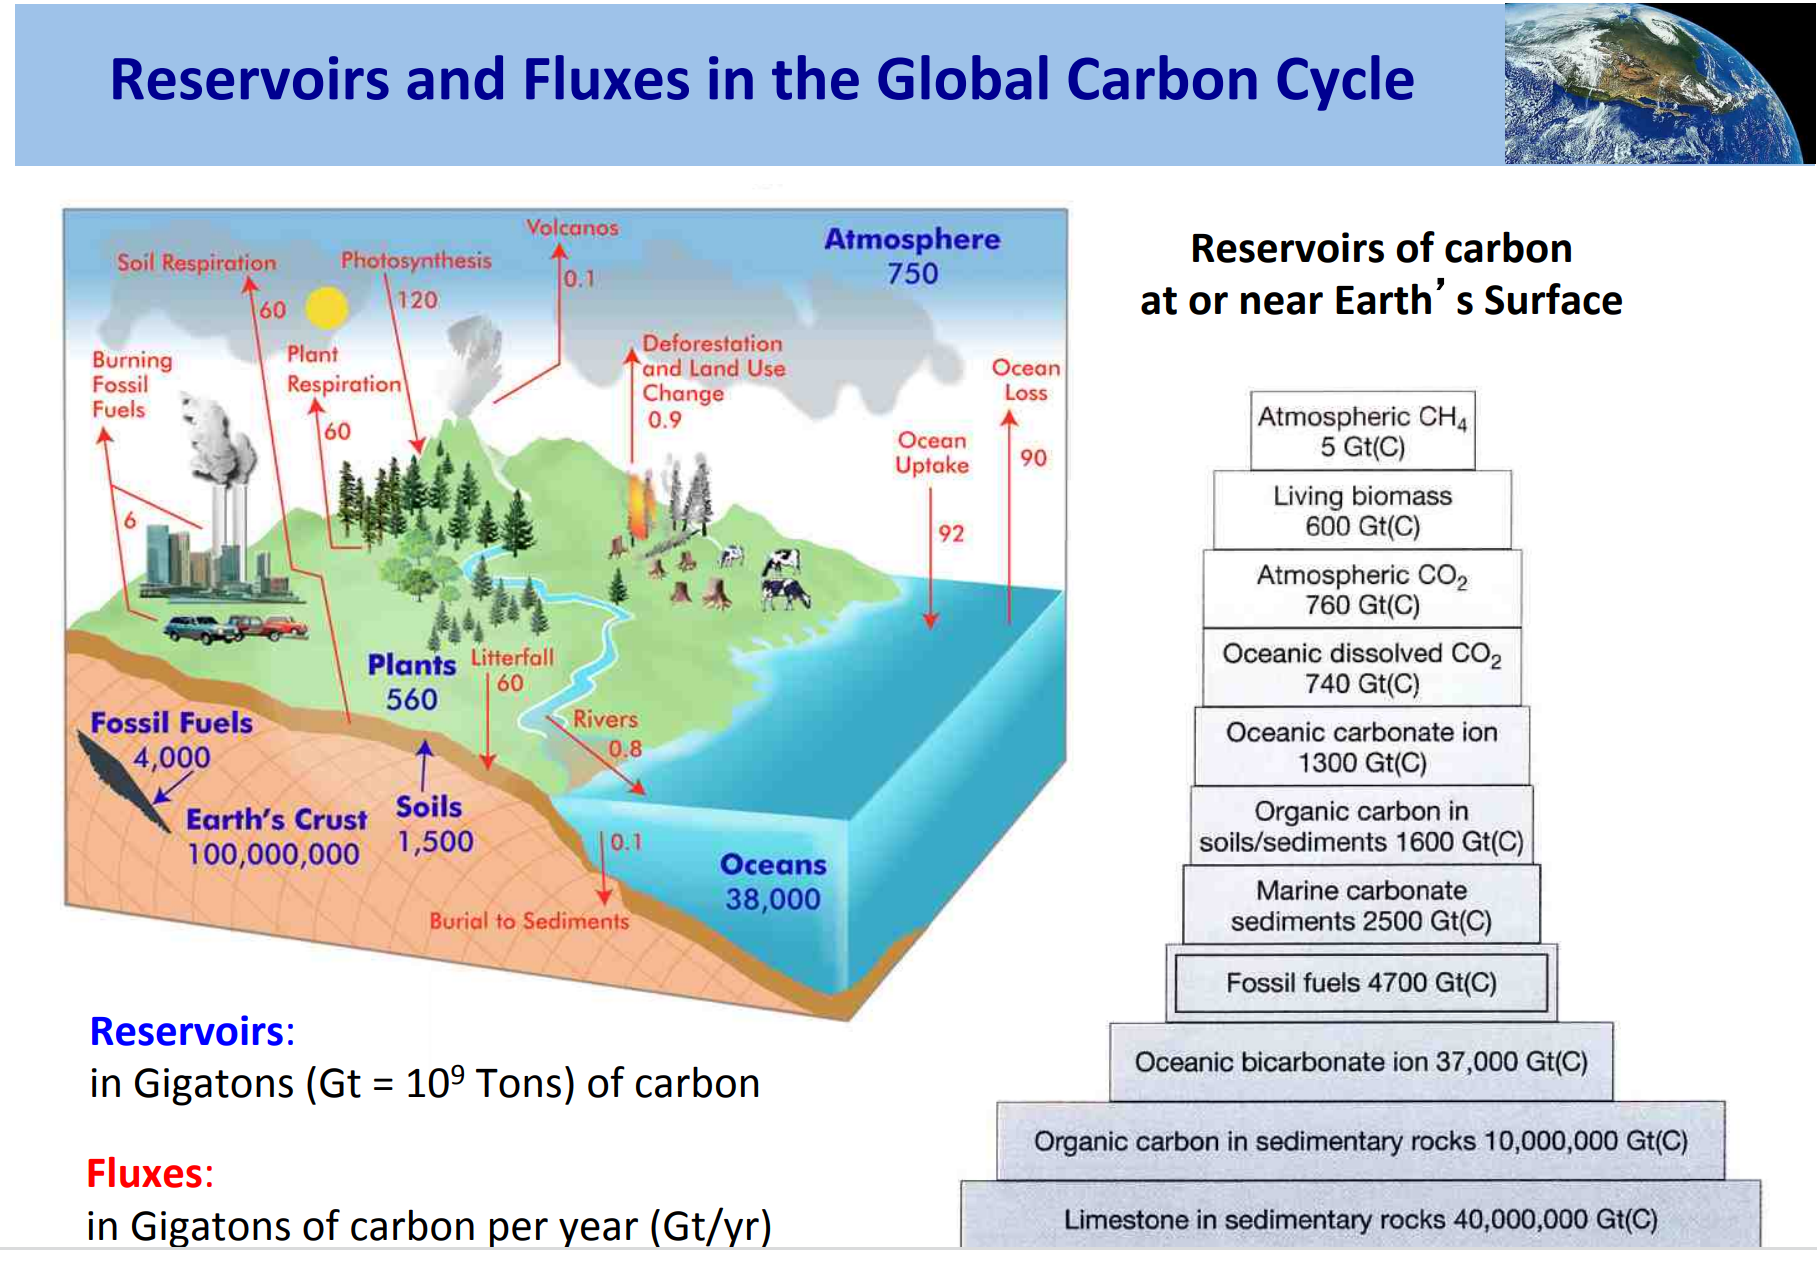 Reservoirs and Fluxes in the Global Carbon Cycle
Volcanos
0.1
Atmosphere
750
Soil Respiration
60
Photosynthesis
120
Burning
Fossil
Fuels
6
Plant
Respiration
60
Deforestation
and Land Use
Change
0.9
Ocean
Uptake
92
Ocean
Loss
90
Plants
560
Litterfall
60
Rivers
0.8
Fossil Fuels
4,000
Earth's Crust
100,000,000
Soils
1,500
0.1
Burial to Sediments
Oceans
38,000
Reservoirs:
in Gigatons (Gt = 10⁹ Tons) of carbon
Fluxes:
in Gigatons of carbon per year (Gt/yr)
Reservoirs of carbon
at or near Earth’ s Surface
Atmospheric CH₄
5 Gt(C)
Living biomass
600 Gt(C)
Atmospheric CO₂
760 Gt(C)
Oceanic dissolved CO₂
740 Gt(C)
Oceanic carbonate ion
1300 Gt(C)
Organic carbon in
soils/sediments 1600 Gt(C)
Marine carbonate
sediments 2500 Gt(C)
Fossil fuels 4700 Gt(C)
Oceanic bicarbonate ion 37,000 Gt(C)
Organic carbon in sedimentary rocks 10,000,000 Gt(C)
Limestone in sedimentary rocks 40,000,000 Gt(C)